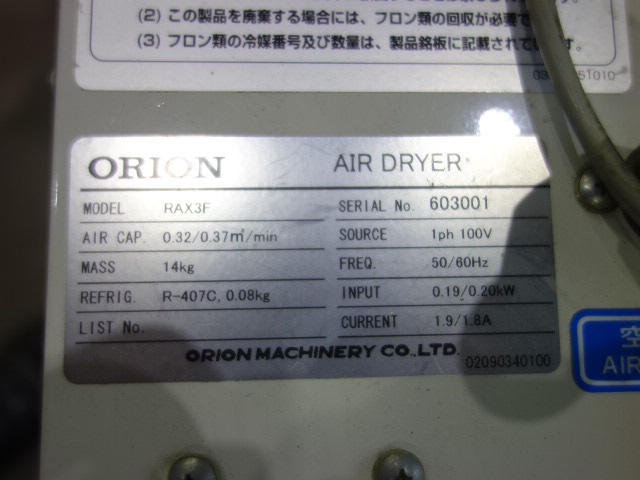 (2) この製品を廃棄する場合には、フロン類の回収が必要で
(3) フロン類の冷媒番号及び数量は、製品銘板に記載されています。
ORION AIR DRYER
MODEL RAX3F SERIAL No. 603001
AIR CAP. 0.32/0.37m³/min SOURCE 1ph 100V
MASS 14kg FREQ. 50/60Hz
REFRIG. R-407C, 0.08kg INPUT 0.19/0.20kW
LIST No. CURRENT 1.9/1.8A
ORION MACHINERY CO.,LTD. 02090340100
AIR